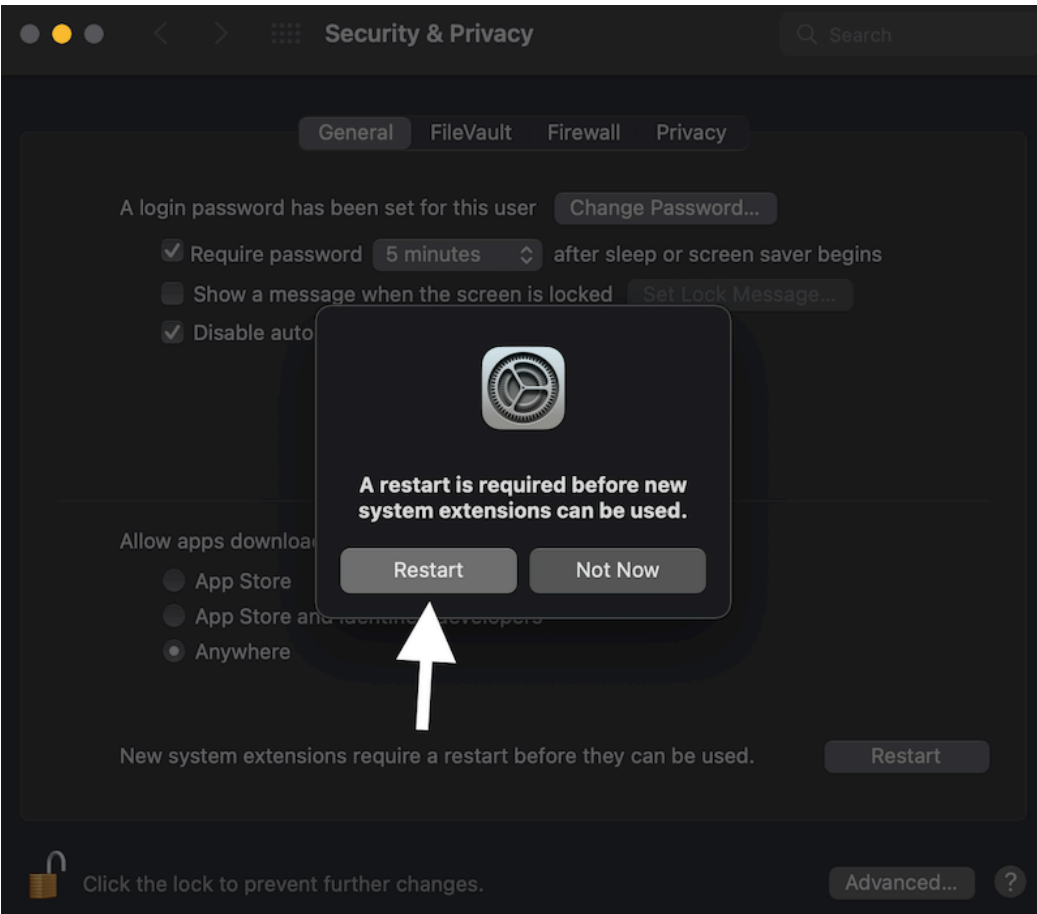 Security & Privacy
Search
General FileVault Firewall Privacy
A login password has been set for this user Change Password...
Require password 5 minutes after sleep or screen saver begins
Show a message when the screen is locked Set Lock Message...
Disable auto
A restart is required before new
system extensions can be used.
Allow apps downloa
Restart Not Now
App Store
App Store and identified developers
Anywhere
New system extensions require a restart before they can be used. Restart
Click the lock to prevent further changes. Advanced... ?